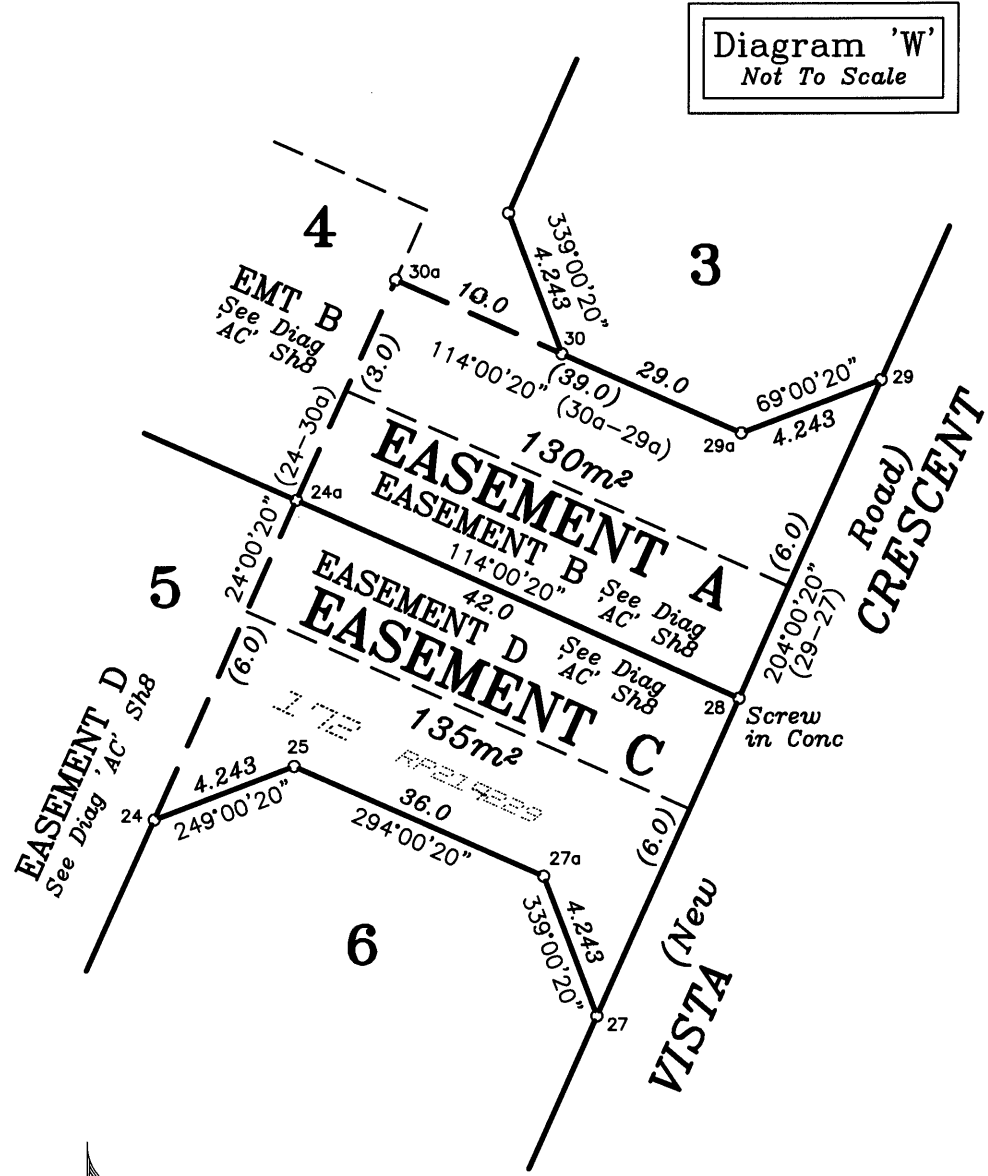 Diagram 'W'
Not To Scale
4
3
339°00'20"
4.243
30a
EMT B
See Diag
'AC' Sh8
10.0
30
29.0
69°00'20"
4.243
29
29a
(3.0)
114°00'20"
(39.0)
(30a-29a)
130m²
EASEMENT A
EASEMENT B
See Diag
'AC' Sh8
(6.0)
(24-30a)
24a
24°00'20"
114°00'20"
42.0
204°00'20"
(29-27)
5
EASEMENT D
See Diag
'AC' Sh8
EASEMENT C
135m²
28
Screw
in Conc
(6.0)
172
RP219229
EASEMENT D
See Diag 'AC' Sh8
25
4.243
249°00'20"
24
36.0
294°00'20"
(6.0)
27a
4.243
339°00'20"
27
6
VISTA CRESCENT
(New Road)